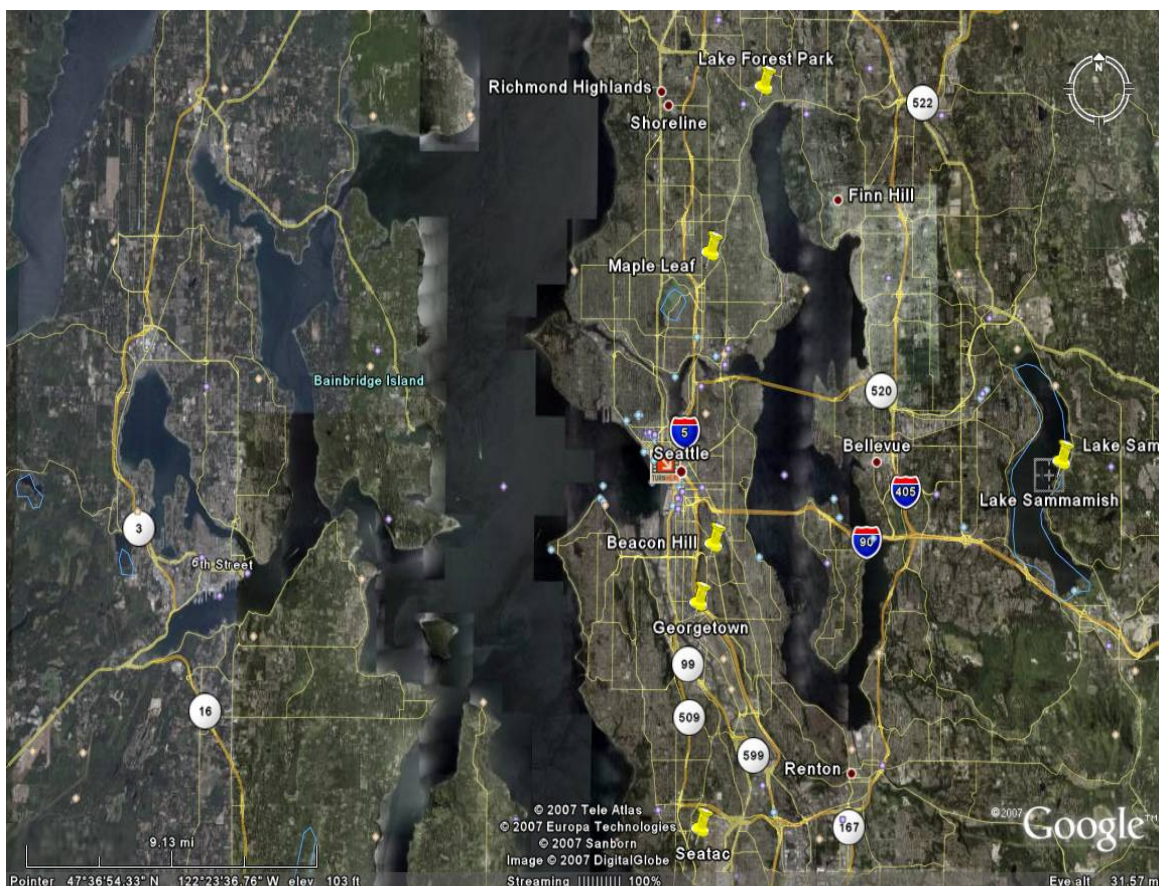 Lake Forest Park
N
Richmond Highlands
522
Shoreline
Finn Hill
Maple Leaf
Bainbridge Island
520
5
Bellevue
Seattle
Lake Sam
405
Lake Sammamish
3
Beacon Hill
90
6th Street
Georgetown
99
16
509
599
Renton
© 2007 Tele Atlas
© 2007 Europa Technologies
© 2007 Sanborn
Image © 2007 DigitalGlobe
©2007 Google™
167
9.13 mi
Seatac
Pointer 47°36'54.33" N 122°23'36.76" W elev 103 ft Streaming |||||||||| 100% Eye alt 31.57 m